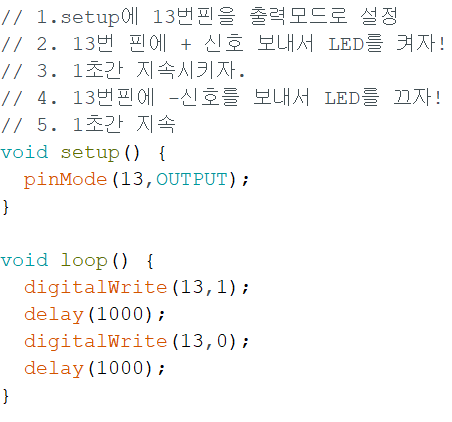 // 1.setup에 13번핀을 출력모드로 설정
// 2. 13번 핀에 + 신호 보내서 LED를 켜자!
// 3. 1초간 지속시키자.
// 4. 13번핀에 -신호를 보내서 LED를 끄자!
// 5. 1초간 지속
void setup() {
  pinMode(13,OUTPUT);
}

void loop() {
  digitalWrite(13,1);
  delay(1000);
  digitalWrite(13,0);
  delay(1000);
}